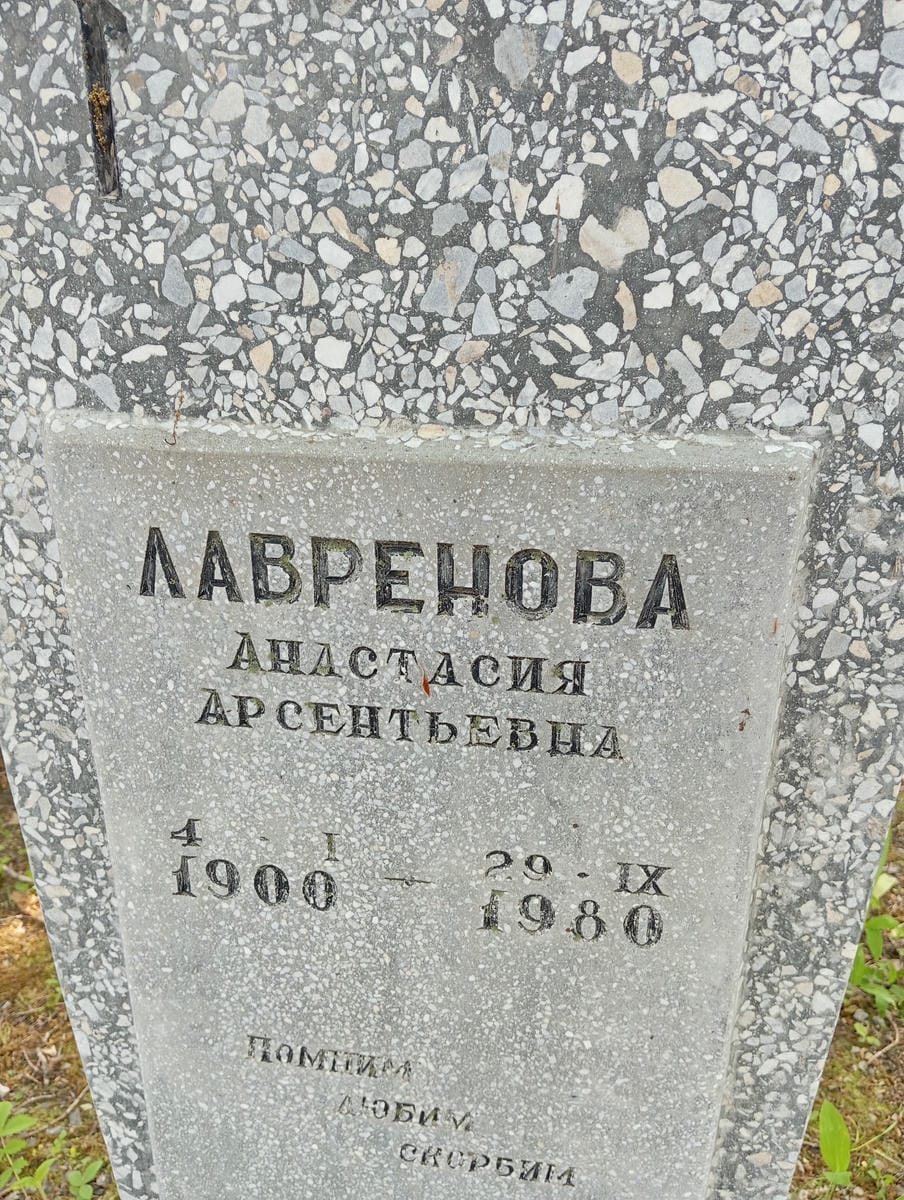 ЛАВРЕНОВА
АНАСТАСИЯ
АРСЕНТЬЕВНА
4 . I 29 . IX
1900 — 1980
ПОМНИМ
ЛЮБИМ
СКОРБИМ